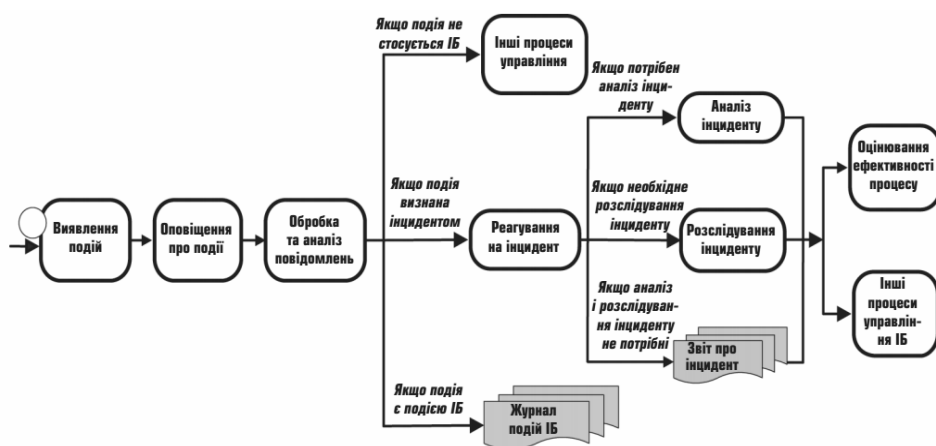 Якщо подія не
стосується ІБ
Інші процеси
управління
Якщо потрібен
аналіз інци-
денту
Аналіз
інциденту
Оцінювання
ефективності
процесу
Виявлення
подій
Оповіщення
про події
Обробка
та аналіз
повідомлень
Якщо подія
визнана
інцидентом
Реагування
на інцидент
Якщо необхідне
розслідування
інциденту
Розслідування
інциденту
Якщо аналіз
і розслідуван-
ня інциденту
не потрібні
Звіт про
інцидент
Інші
процеси
управлін-
ня ІБ
Якщо подія
є подією ІБ
Журнал
подій ІБ